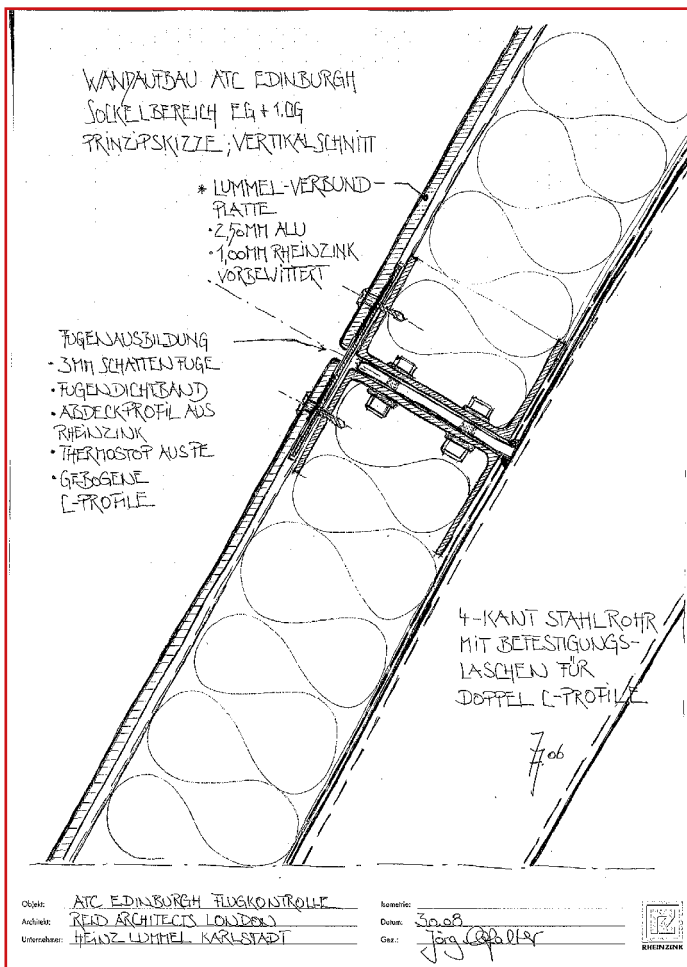 WANDAUFBAU ATC EDINBURGH
SOCKELBEREICH EG + 1.OG
PRINZIPSKIZZE; VERTIKALSCHNITT
* LUMMEL-VERBUND-
PLATTE
• 2,50MM ALU
• 1,00MM RHEINZINK
VORBEWITTERT
FUGENAUSBILDUNG
• 3MM SCHATTENFUGE
• FUGENDICHTBAND
• ABDECKPROFIL AUS
RHEINZINK
• THERMOSTOP AUS PE
• GEBOGENE
C-PROFILE
4-KANT STAHLROHR
MIT BEFESTIGUNGS-
LASCHEN FÜR
DOPPEL C-PROFILE
Objekt: ATC EDINBURGH FLUGKONTROLLE
Architekt: REID ARCHITECTS LONDON
Unternehmer: HEINZ LUMMEL KARLSTADT
Isometrie:
Datum: 30.08
Gez.: Jörg
RHEINZINK